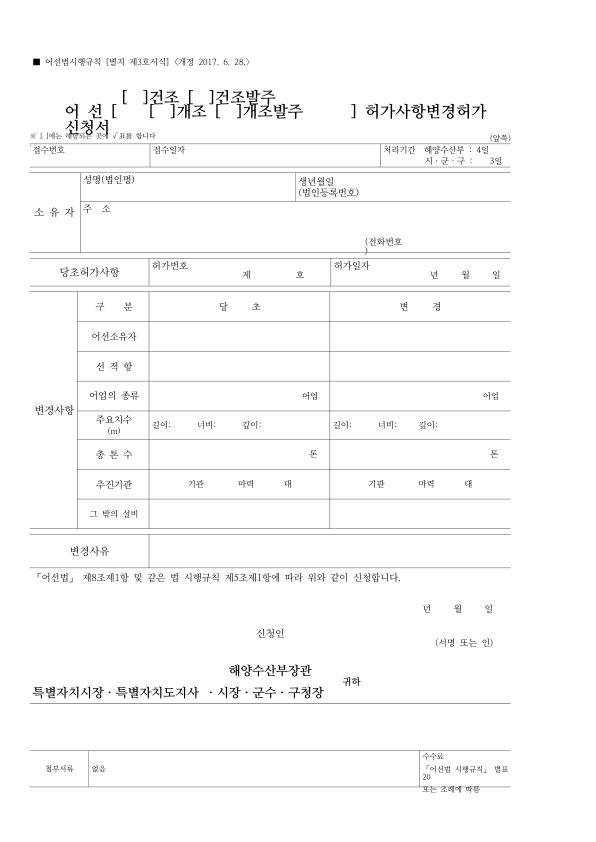 ■ 어선법시행규칙 [별지 제3호서식] 〈개정 2017. 6. 28.〉
[ ]건조 [ ]건조발주
어 선 [ [ ]개조 [ ]개조발주 ] 허가사항변경허가
신청서
※ [ ]에는 해당되는 곳에 √표를 합니다
(앞쪽)
접수번호 접수일자 처리기간 해양수산부 : 4일
시ㆍ군ㆍ구 : 3일
소 유 자 성명(법인명) 생년월일
(법인등록번호)
주 소
(전화번호
)
당초허가사항 허가번호 제 호 허가일자 년 월 일
변경사항 구 분 당 초 변 경
어선소유자
선 적 항
어업의 종류 어업 어업
주요치수
(m) 길이: 너비: 깊이: 길이: 너비: 깊이:
총 톤 수 톤 톤
추진기관 기관 마력 대 기관 마력 대
그 밖의 설비
변경사유
「어선법」 제8조제1항 및 같은 법 시행규칙 제5조제1항에 따라 위와 같이 신청합니다.
년 월 일
신청인
(서명 또는 인)
해양수산부장관
특별자치시장ㆍ특별자치도지사 ㆍ시장ㆍ군수ㆍ구청장 귀하
첨부서류 없음 수수료
「어선법 시행규칙」 별표
20
또는 조례에 따름